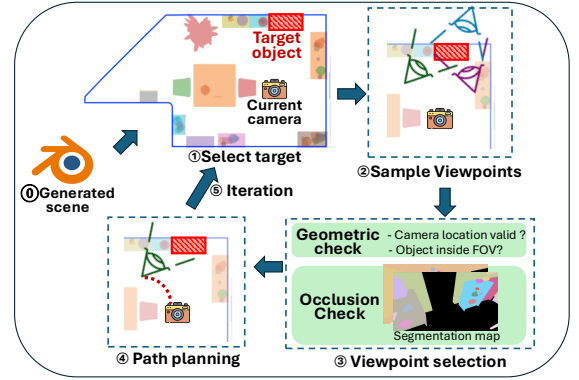 Target
object
Current
camera
①Select target
②Sample Viewpoints
⓪Generated
scene
⑤ Iteration
Geometric
check
- Camera location valid ?
- Object inside FOV?
Occlusion
Check
Segmentation map
③ Viewpoint selection
④ Path planning